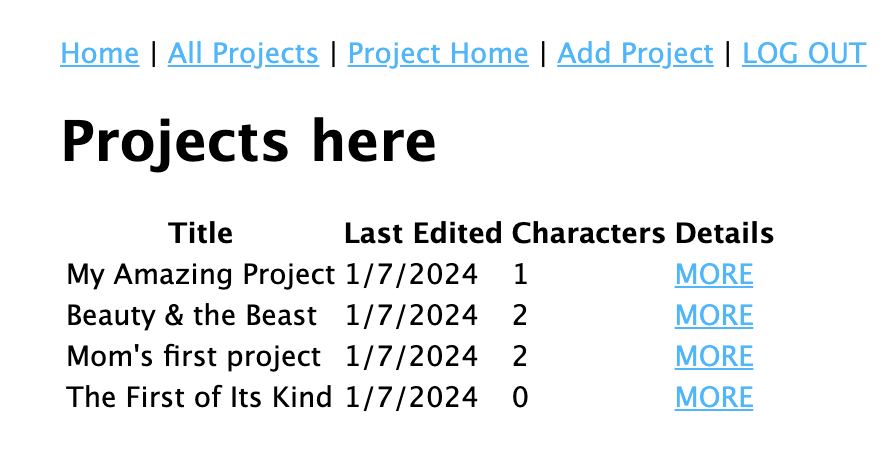 Home | All Projects | Project Home | Add Project | LOG OUT
Projects here
Title Last Edited Characters Details
My Amazing Project 1/7/2024 1 MORE
Beauty & the Beast 1/7/2024 2 MORE
Mom's first project 1/7/2024 2 MORE
The First of Its Kind 1/7/2024 0 MORE